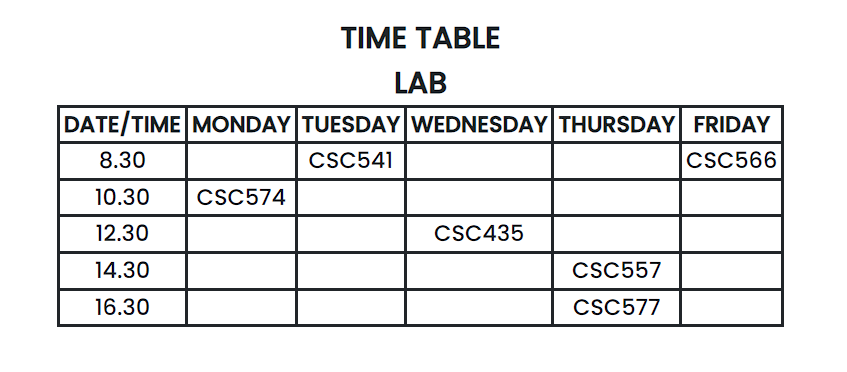 TIME TABLE
LAB
DATE/TIME MONDAY TUESDAY WEDNESDAY THURSDAY FRIDAY
8.30 CSC541 CSC566
10.30 CSC574
12.30 CSC435
14.30 CSC557
16.30 CSC577